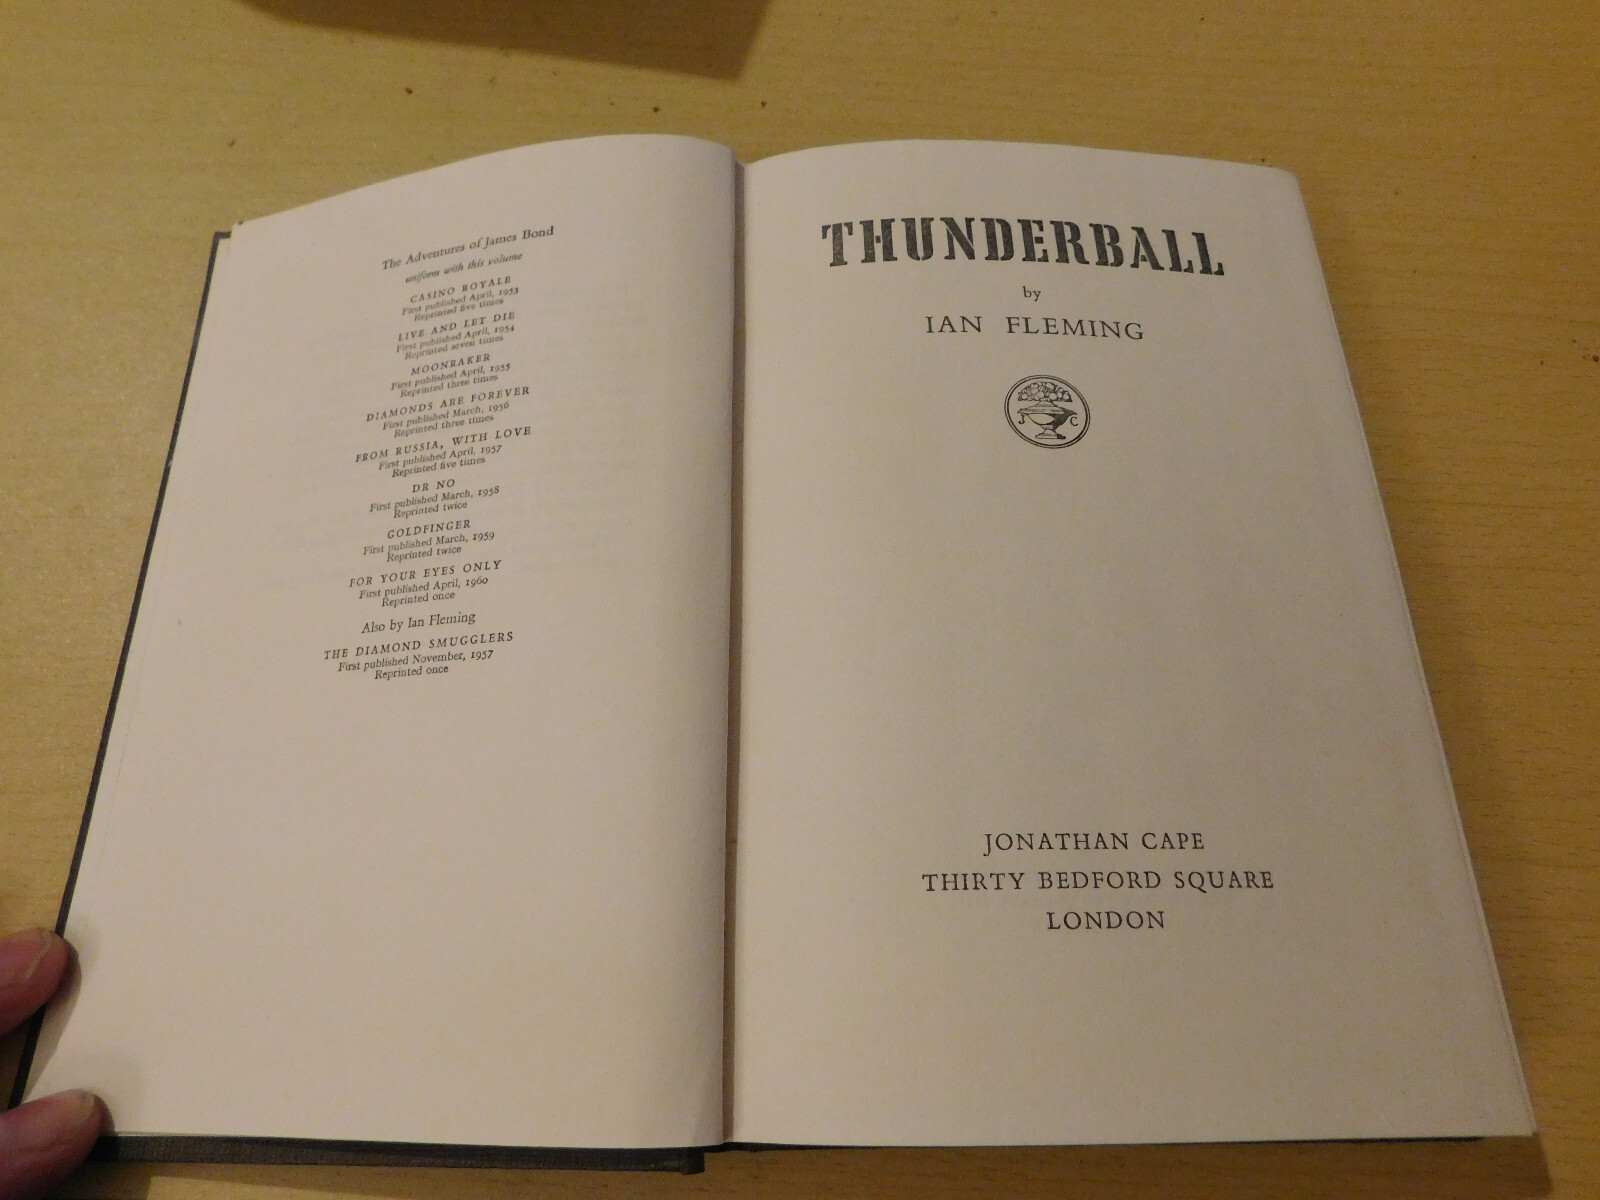 The Adventures of James Bond
uniform with this volume
CASINO ROYALE
First published April, 1953
Reprinted five times
LIVE AND LET DIE
First published April, 1954
Reprinted seven times
MOONRAKER
First published April, 1955
Reprinted three times
DIAMONDS ARE FOREVER
First published March, 1956
Reprinted three times
FROM RUSSIA, WITH LOVE
First published April, 1957
Reprinted five times
DR NO
First published March, 1958
Reprinted twice
GOLDFINGER
First published March, 1959
Reprinted twice
FOR YOUR EYES ONLY
First published April, 1960
Reprinted once
Also by Ian Fleming
THE DIAMOND SMUGGLERS
First published November, 1957
Reprinted once
THUNDERBALL
by
IAN FLEMING
J C
JONATHAN CAPE
THIRTY BEDFORD SQUARE
LONDON